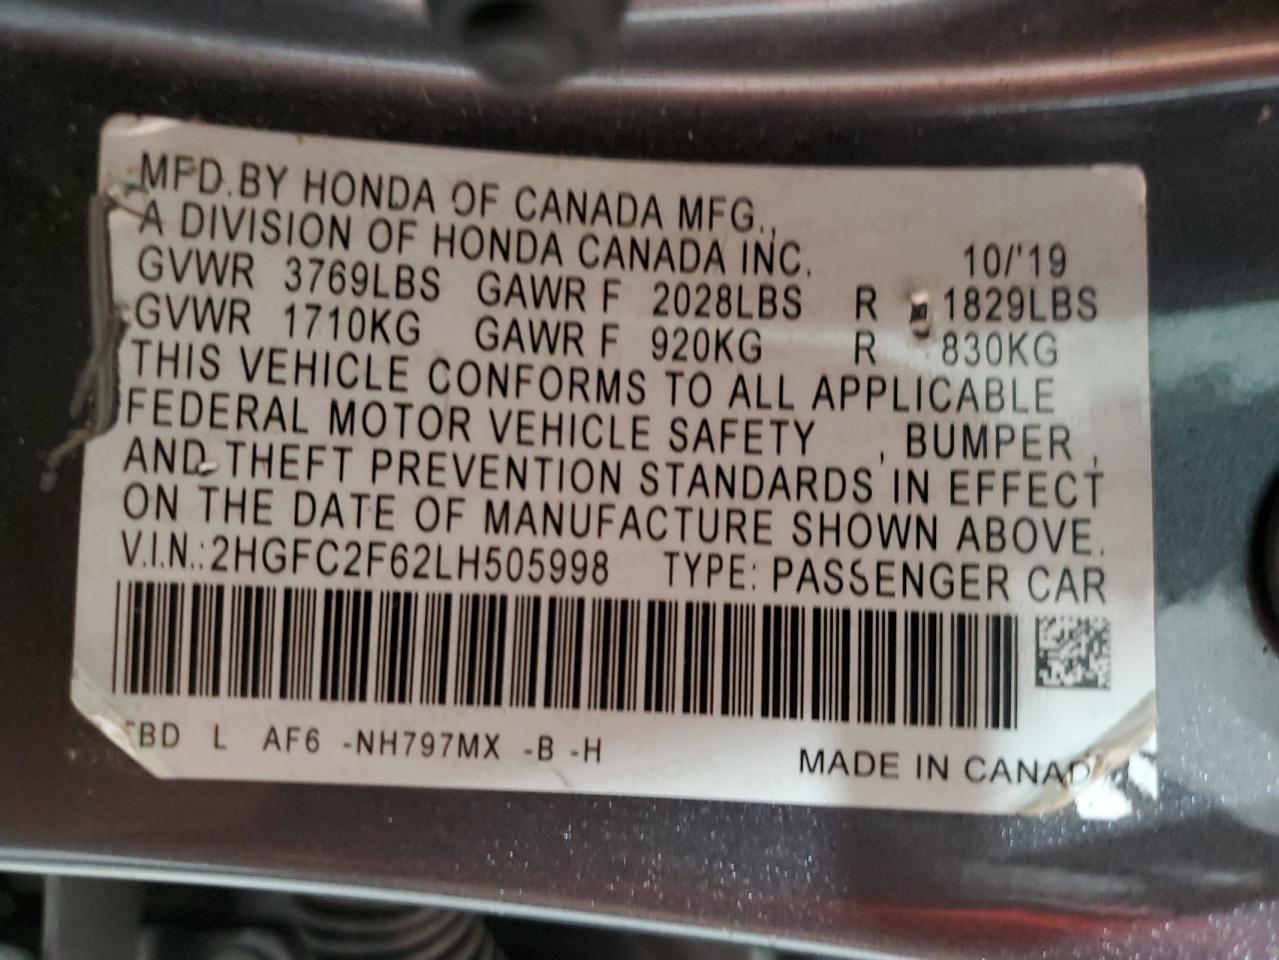 MFD. BY HONDA OF CANADA MFG.,
A DIVISION OF HONDA CANADA INC. 10/'19
GVWR 3769LBS GAWR F 2028LBS R 1829LBS
GVWR 1710KG GAWR F 920KG R 830KG
THIS VEHICLE CONFORMS TO ALL APPLICABLE
FEDERAL MOTOR VEHICLE SAFETY , BUMPER ,
AND THEFT PREVENTION STANDARDS IN EFFECT
ON THE DATE OF MANUFACTURE SHOWN ABOVE.
V.I.N.: 2HGFC2F62LH505998 TYPE: PASSENGER CAR
TBD L AF6 -NH797MX -B -H MADE IN CANAD